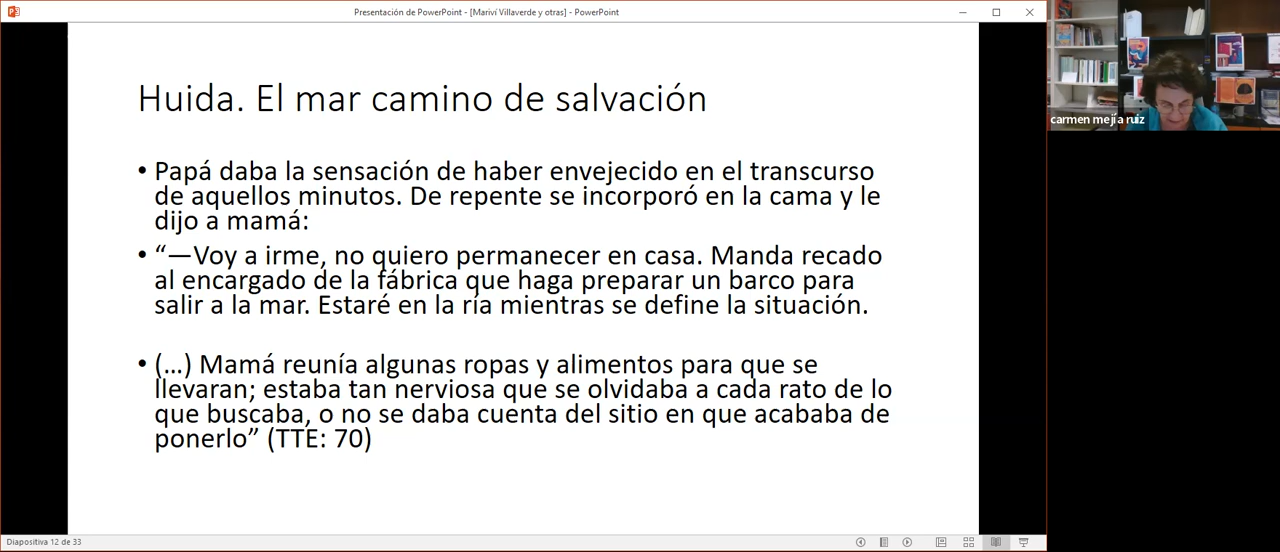 Presentación de PowerPoint - [Mariví Villaverde y otras] - PowerPoint
carmen mejía ruiz
Huida. El mar camino de salvación
• Papá daba la sensación de haber envejecido en el transcurso
de aquellos minutos. De repente se incorporó en la cama y le
dijo a mamá:
• “—Voy a irme, no quiero permanecer en casa. Manda recado
al encargado de la fábrica que haga preparar un barco para
salir a la mar. Estaré en la ría mientras se define la situación.
• (…) Mamá reunía algunas ropas y alimentos para que se
llevaran; estaba tan nerviosa que se olvidaba a cada rato de lo
que buscaba, o no se daba cuenta del sitio en que acababa de
ponerlo” (TTE: 70)
Diapositiva 12 de 33